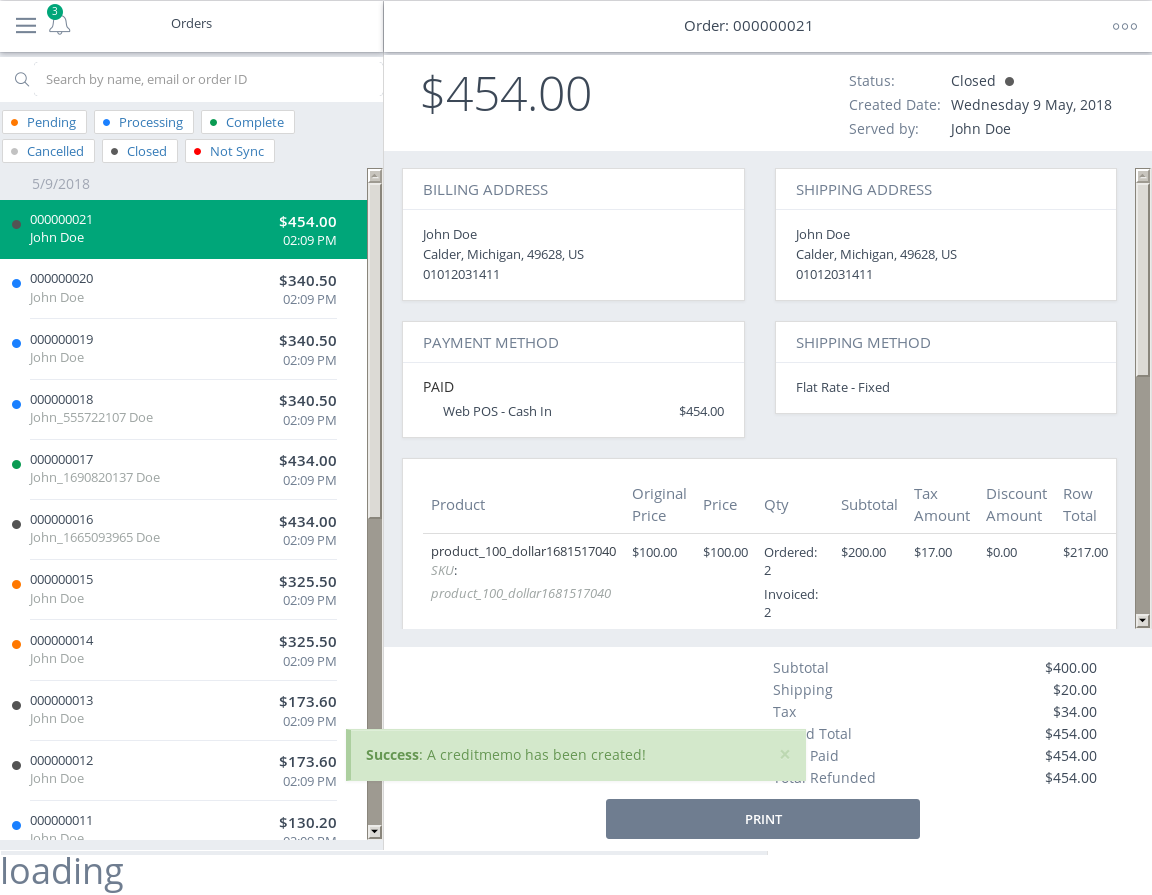 3
Orders
Order: 000000021
Search by name, email or order ID
Pending
Processing
Complete
Cancelled
Closed
Not Sync
5/9/2018
000000021 $454.00
John Doe 02:09 PM
000000020 $340.50
John Doe 02:09 PM
000000019 $340.50
John Doe 02:09 PM
000000018 $340.50
John_555722107 Doe 02:09 PM
000000017 $434.00
John_1690820137 Doe 02:09 PM
000000016 $434.00
John_1665093965 Doe 02:09 PM
000000015 $325.50
John Doe 02:09 PM
000000014 $325.50
John Doe 02:09 PM
000000013 $173.60
John Doe 02:09 PM
000000012 $173.60
John Doe 02:09 PM
000000011 $130.20
John Doe 02:09 PM
$454.00
Status: Closed
Created Date: Wednesday 9 May, 2018
Served by: John Doe
BILLING ADDRESS
John Doe
Calder, Michigan, 49628, US
01012031411
SHIPPING ADDRESS
John Doe
Calder, Michigan, 49628, US
01012031411
PAYMENT METHOD
PAID
Web POS - Cash In $454.00
SHIPPING METHOD
Flat Rate - Fixed
Product Original Price Price Qty Subtotal Tax Amount Discount Amount Row Total
product_100_dollar1681517040 $100.00 $100.00 Ordered: 2 $200.00 $17.00 $0.00 $217.00
SKU:
product_100_dollar1681517040
Invoiced: 2
Subtotal $400.00
Shipping $20.00
Tax $34.00
d Total $454.00
Paid $454.00
Total Refunded $454.00
Success: A creditmemo has been created! ×
PRINT
loading